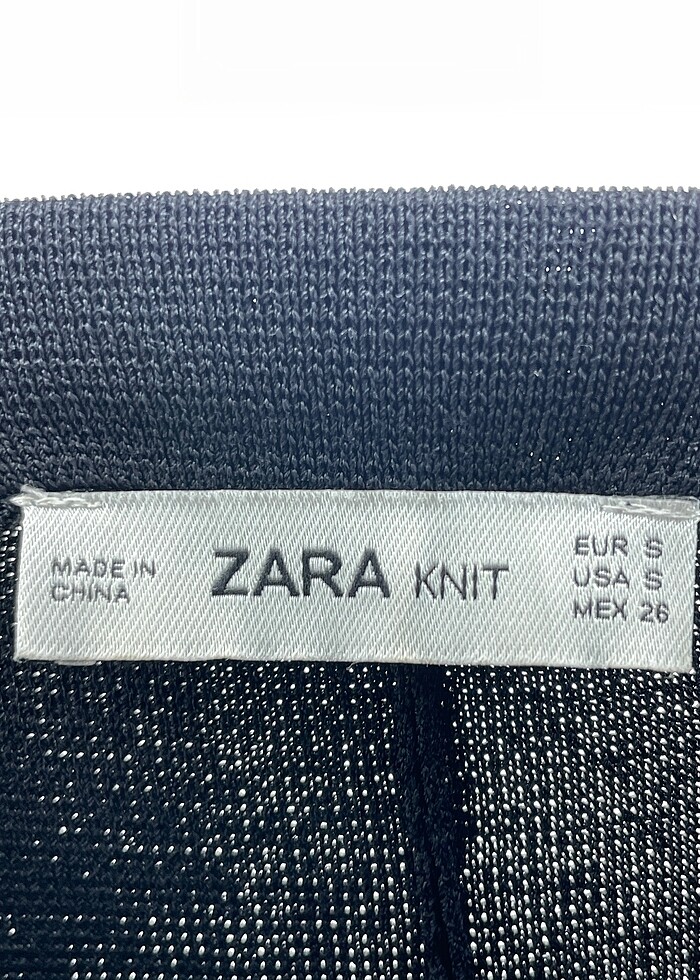 MADE IN
CHINA
ZARA KNIT
EUR S
USA S
MEX 26